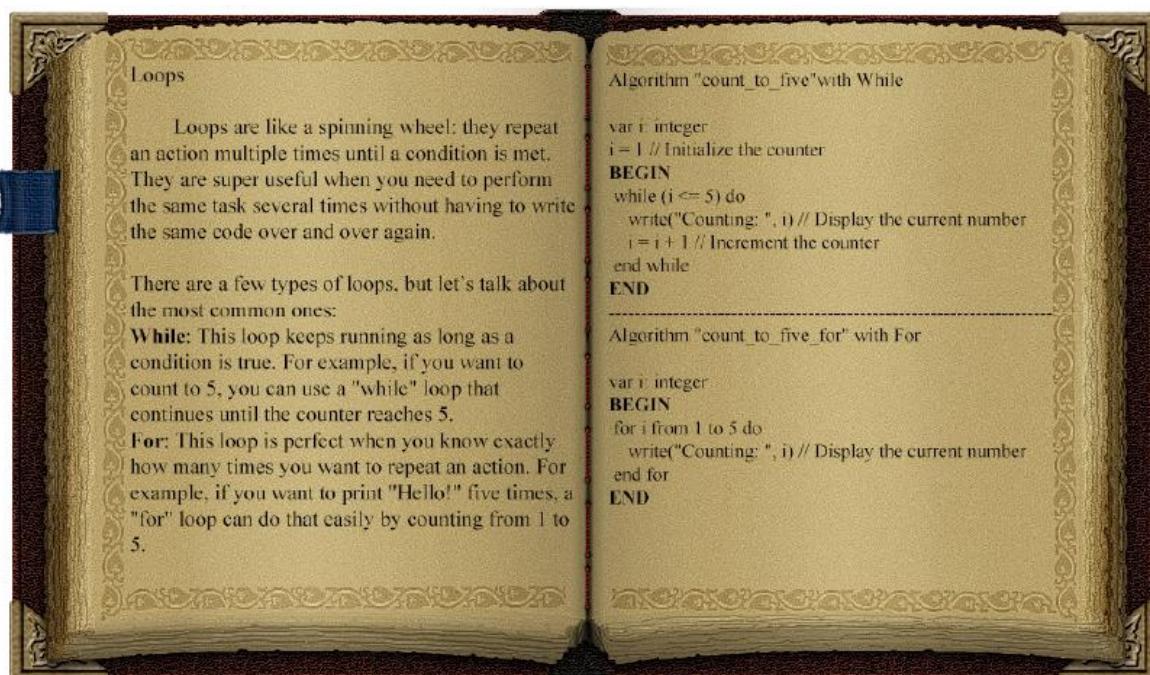 Loops
Loops are like a spinning wheel: they repeat
an action multiple times until a condition is met.
They are super useful when you need to perform
the same task several times without having to write
the same code over and over again.
There are a few types of loops, but let's talk about
the most common ones:
While: This loop keeps running as long as a
condition is true. For example, if you want to
count to 5, you can use a "while" loop that
continues until the counter reaches 5.
For: This loop is perfect when you know exactly
how many times you want to repeat an action. For
example, if you want to print "Hello!" five times, a
"for" loop can do that easily by counting from 1 to
5.
Algorithm "count_to_five"with While
var i: integer
i = 1 // Initialize the counter
BEGIN
while (i <= 5) do
write("Counting: ", i) // Display the current number
i = i + 1 // Increment the counter
end while
END
--------------------------------------------------------------------------------
Algorithm "count_to_five_for" with For
var i: integer
BEGIN
for i from 1 to 5 do
write("Counting: ", i) // Display the current number
end for
END